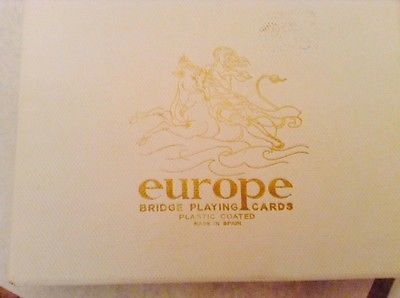 europe
BRIDGE PLAYING CARDS
PLASTIC COATED
MADE IN SPAIN